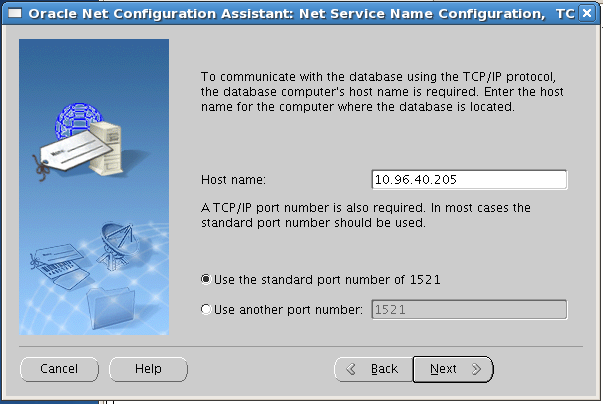 Oracle Net Configuration Assistant: Net Service Name Configuration, TC
To communicate with the database using the TCP/IP protocol,
the database computer's host name is required. Enter the host
name for the computer where the database is located.
Host name: 10.96.40.205
A TCP/IP port number is also required. In most cases the
standard port number should be used.
Use the standard port number of 1521
Use another port number: 1521
Cancel Help Back Next